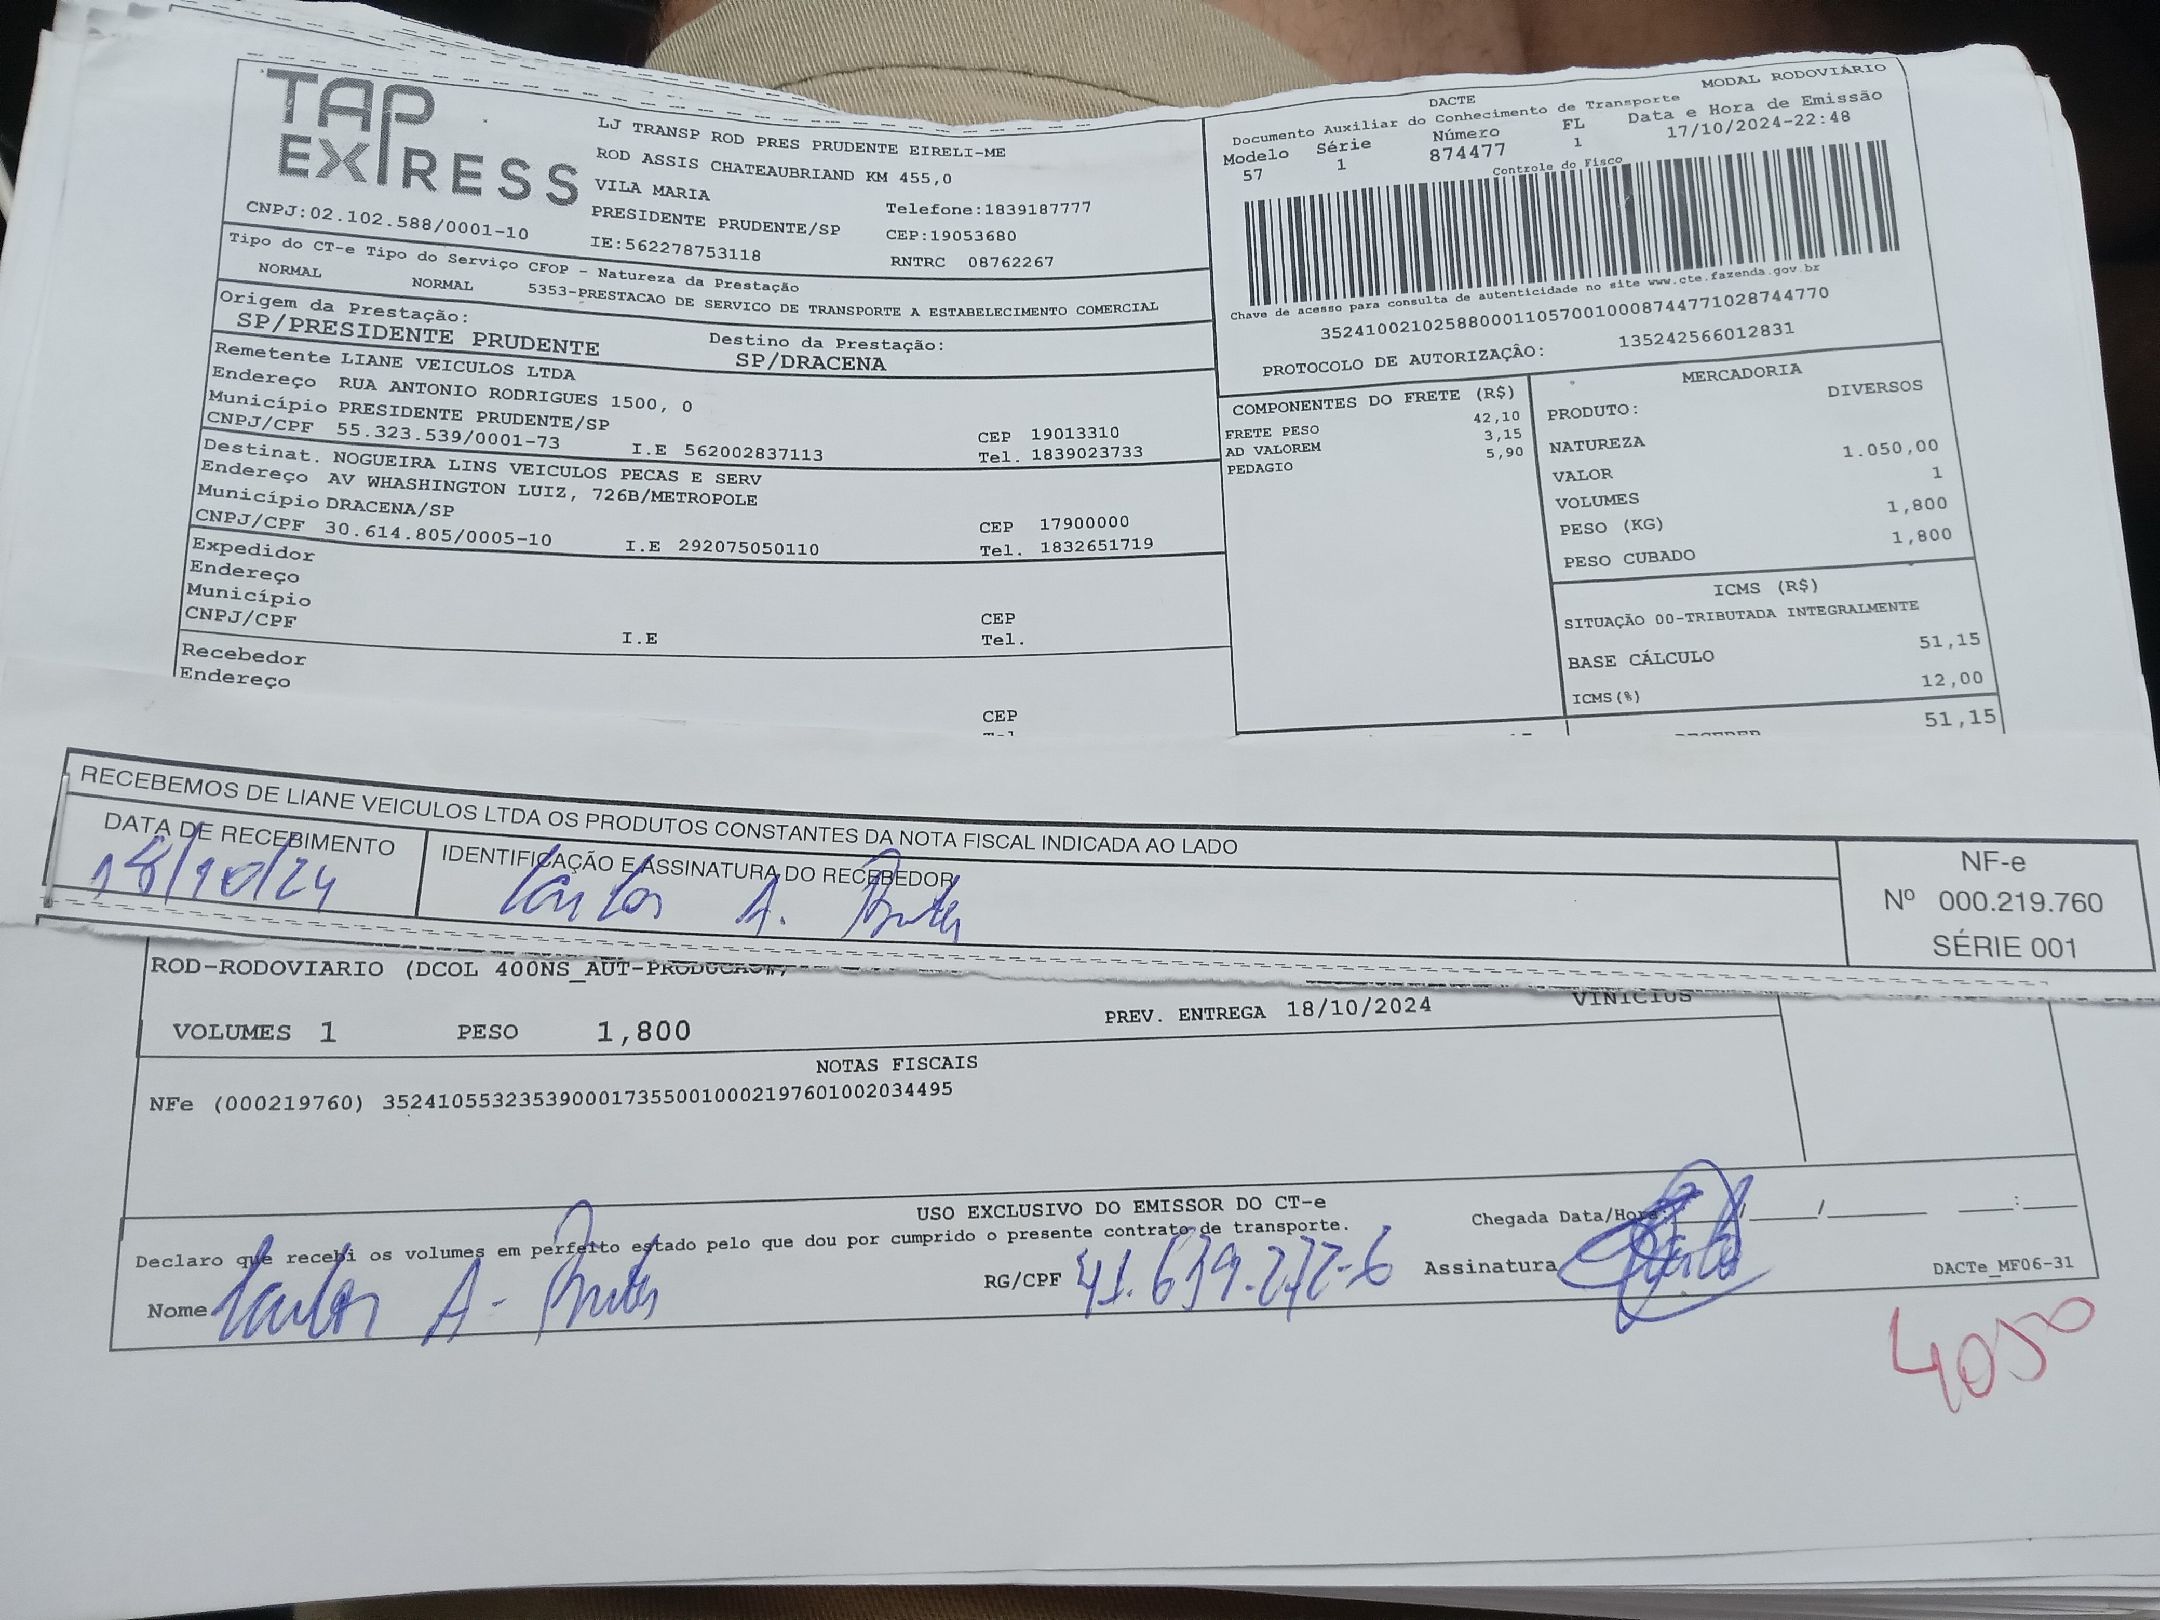 TAP
EXPRESS
CNPJ:02.102.588/0001-10
LJ TRANSP ROD PRES PRUDENTE EIRELI-ME
ROD ASSIS CHATEAUBRIAND KM 455,0
VILA MARIA
PRESIDENTE PRUDENTE/SP
IE:562278753118
Telefone:1839187777
CEP:19053680
RNTRC 08762267
DACTE
MODAL RODOVIÁRIO
Documento Auxiliar do Conhecimento de Transporte
Modelo Série Número FL Data e Hora de Emissão
57 1 874477 1 17/10/2024-22:48
Controle do Fisco
Chave de acesso para consulta de autenticidade no site www.cte.fazenda.gov.br
35241002102588000110570010008744771028744770
PROTOCOLO DE AUTORIZAÇÃO: 135242566012831
Tipo do CT-e Tipo do Serviço CFOP - Natureza da Prestação
NORMAL NORMAL 5353-PRESTACAO DE SERVICO DE TRANSPORTE A ESTABELECIMENTO COMERCIAL
Origem da Prestação: Destino da Prestação:
SP/PRESIDENTE PRUDENTE SP/DRACENA
Remetente LIANE VEICULOS LTDA
Endereço RUA ANTONIO RODRIGUES 1500, 0
Município PRESIDENTE PRUDENTE/SP CEP 19013310
CNPJ/CPF 55.323.539/0001-73 I.E 562002837113 Tel. 1839023733
Destinat. NOGUEIRA LINS VEICULOS PECAS E SERV
Endereço AV WHASHINGTON LUIZ, 726B/METROPOLE
Município DRACENA/SP CEP 17900000
CNPJ/CPF 30.614.805/0005-10 I.E 292075050110 Tel. 1832651719
Expedidor
Endereço
Município CEP
CNPJ/CPF I.E Tel.
Recebedor
Endereço
CEP
COMPONENTES DO FRETE (R$)
FRETE PESO 42,10
AD VALOREM 3,15
PEDAGIO 5,90
MERCADORIA
PRODUTO: DIVERSOS
NATUREZA
VALOR 1.050,00
VOLUMES 1
PESO (KG) 1,800
PESO CUBADO 1,800
ICMS (R$)
SITUAÇÃO 00-TRIBUTADA INTEGRALMENTE
BASE CÁLCULO 51,15
ICMS(%) 12,00
51,15
RECEBEMOS DE LIANE VEICULOS LTDA OS PRODUTOS CONSTANTES DA NOTA FISCAL INDICADA AO LADO
DATA DE RECEBIMENTO
18/10/24
IDENTIFICAÇÃO E ASSINATURA DO RECEBEDOR
Carlos A.
NF-e
Nº 000.219.760
SÉRIE 001
ROD-RODOVIARIO (DCOL 400NS_AUT-PRODUCAO#)
VOLUMES 1 PESO 1,800 PREV. ENTREGA 18/10/2024 VINICIUS
NOTAS FISCAIS
NFe (000219760) 35241055323539000173550010002197601002034495
USO EXCLUSIVO DO EMISSOR DO CT-e
Declaro que recebi os volumes em perfeito estado pelo que dou por cumprido o presente contrato de transporte.
Chegada Data/Hora
Nome Carlos A.
RG/CPF 41.639.272-6
Assinatura
DACTe_MF06-31
4050